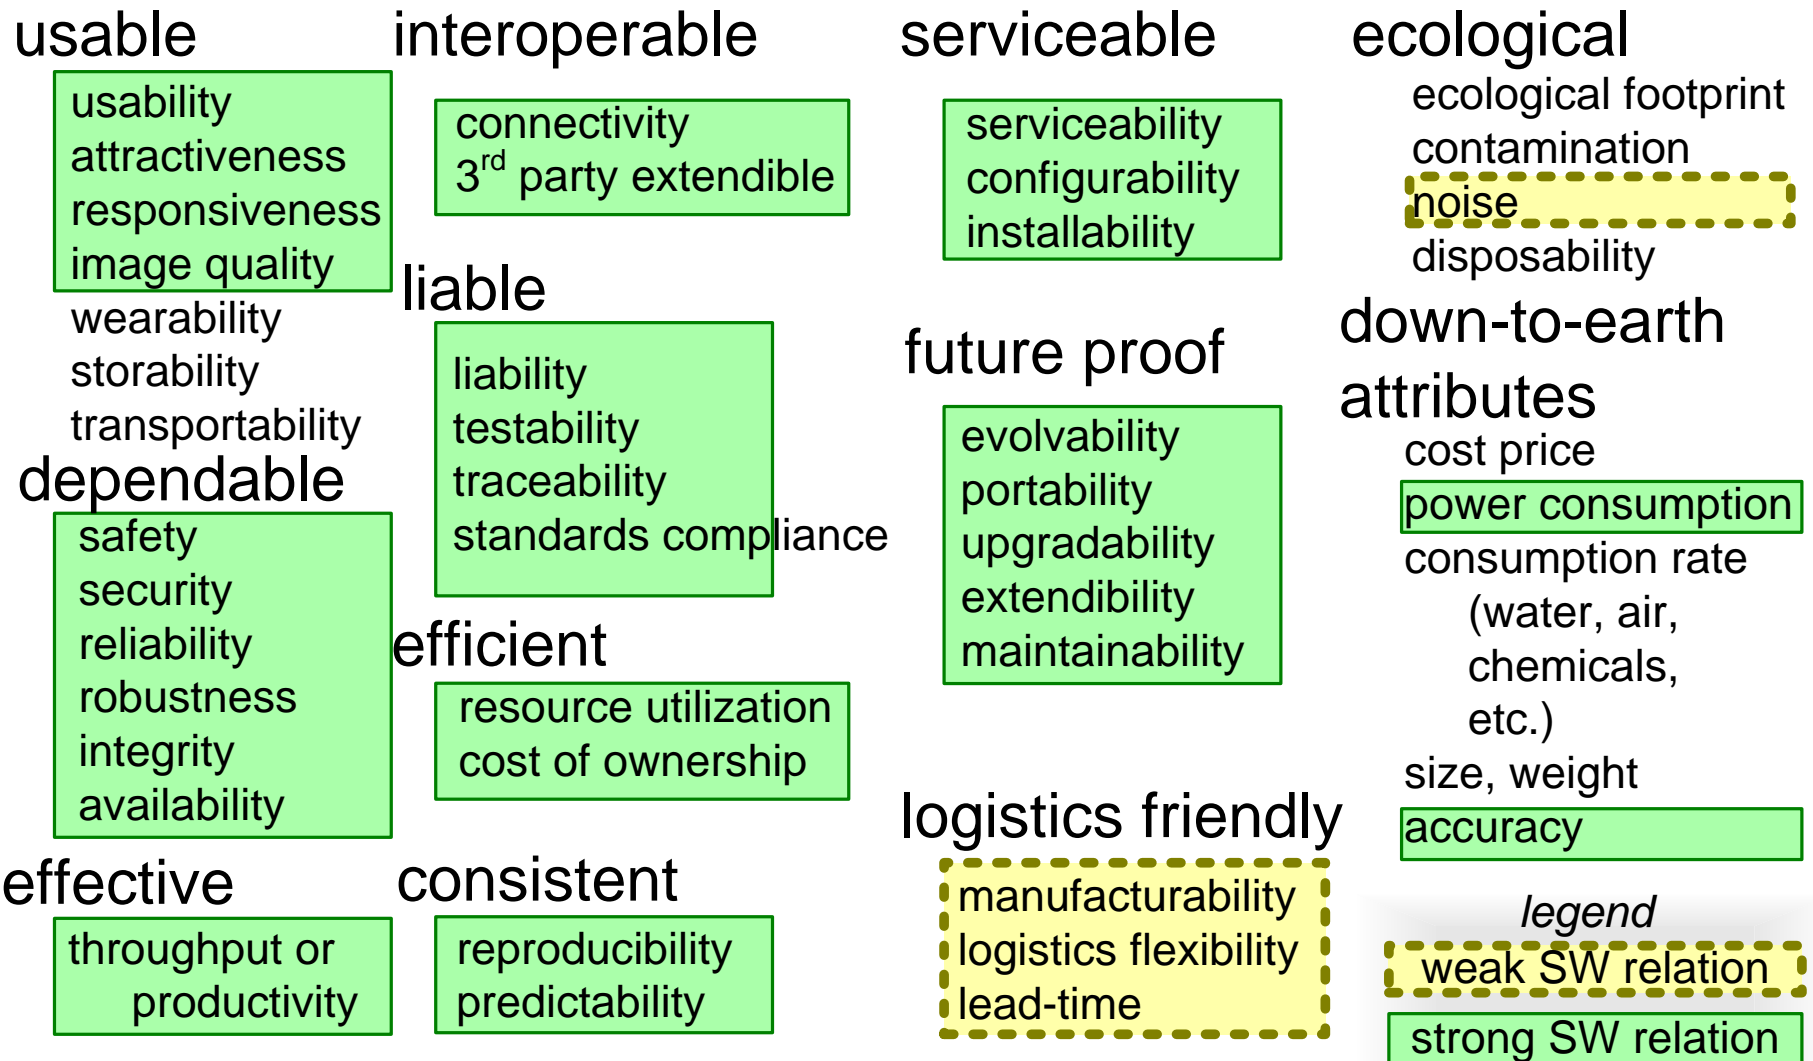 usable
usability
attractiveness
responsiveness
image quality
wearability
storability
transportability
dependable
safety
security
reliability
robustness
integrity
availability
effective
throughput or
productivity
interoperable
connectivity
3rd party extendible
liable
liability
testability
traceability
standards compliance
efficient
resource utilization
cost of ownership
consistent
reproducibility
predictability
serviceable
serviceability
configurability
installability
future proof
evolvability
portability
upgradability
extendibility
maintainability
logistics friendly
manufacturability
logistics flexibility
lead-time
ecological
ecological footprint
contamination
noise
disposability
down-to-earth
attributes
cost price
power consumption
consumption rate
(water, air,
chemicals,
etc.)
size, weight
accuracy
legend
weak SW relation
strong SW relation